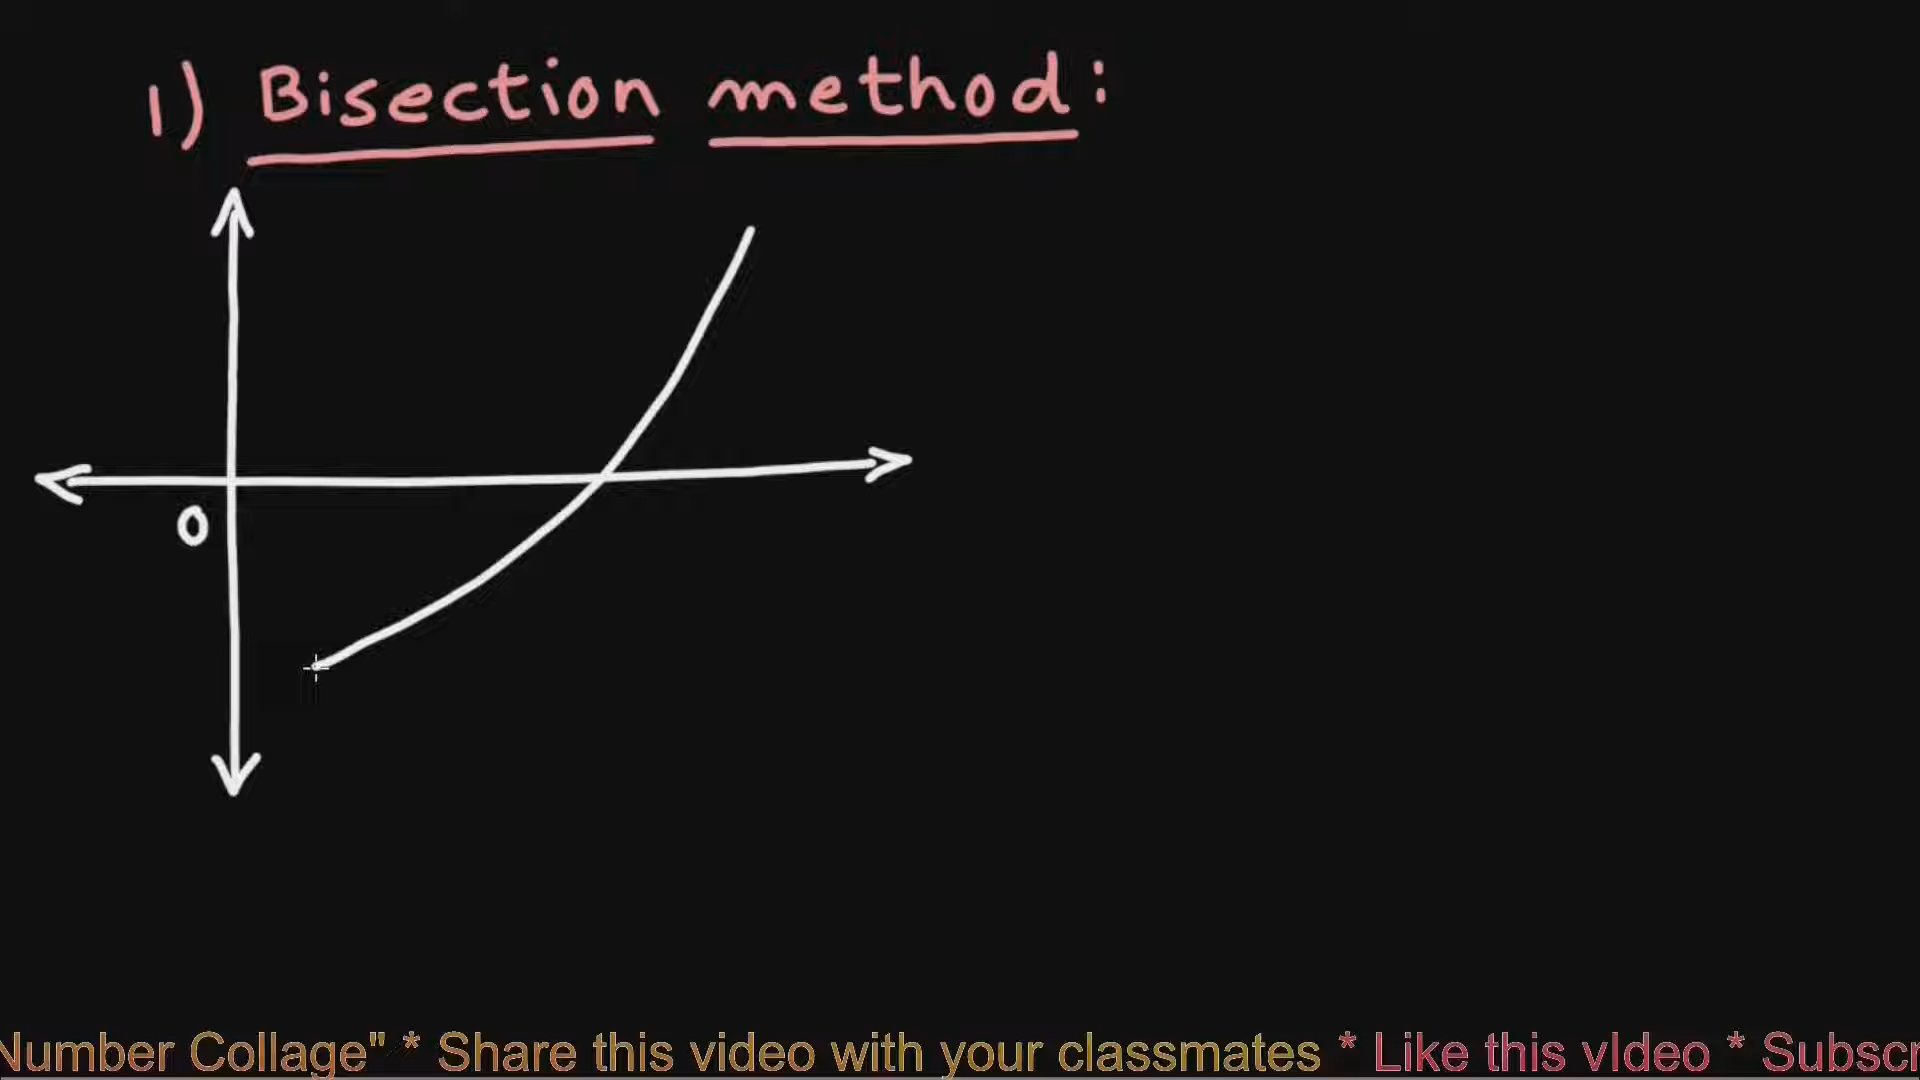 1) Bisection method:
0
Number Collage" * Share this video with your classmates * Like this vIdeo * Subscr